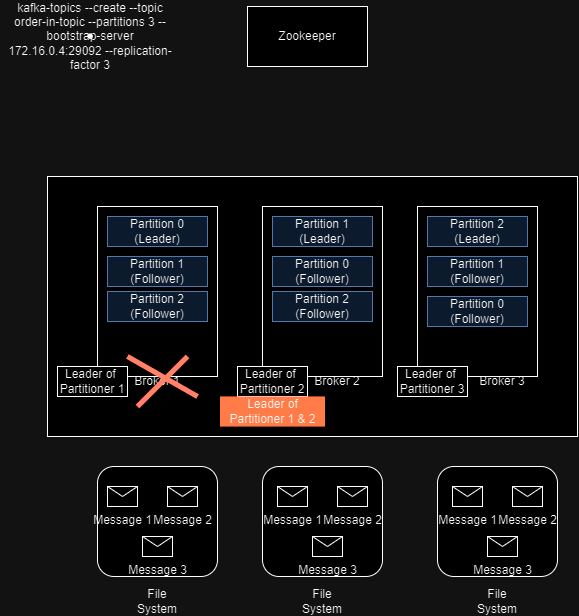 kafka-topics --create --topic
order-in-topic --partitions 3 --
bootstrap-server
172.16.0.4:29092 --replication-
factor 3
Zookeeper
Partition 0
(Leader)
Partition 1
(Follower)
Partition 2
(Follower)
Partition 1
(Leader)
Partition 0
(Follower)
Partition 2
(Follower)
Partition 2
(Leader)
Partition 1
(Follower)
Partition 0
(Follower)
Leader of
Partitioner 1
Broker 1
Leader of
Partitioner 2
Broker 2
Leader of
Partitioner 1 & 2
Leader of
Partitioner 3
Broker 3
Message 1
Message 2
Message 3
File
System
Message 1
Message 2
Message 3
File
System
Message 1
Message 2
Message 3
File
System